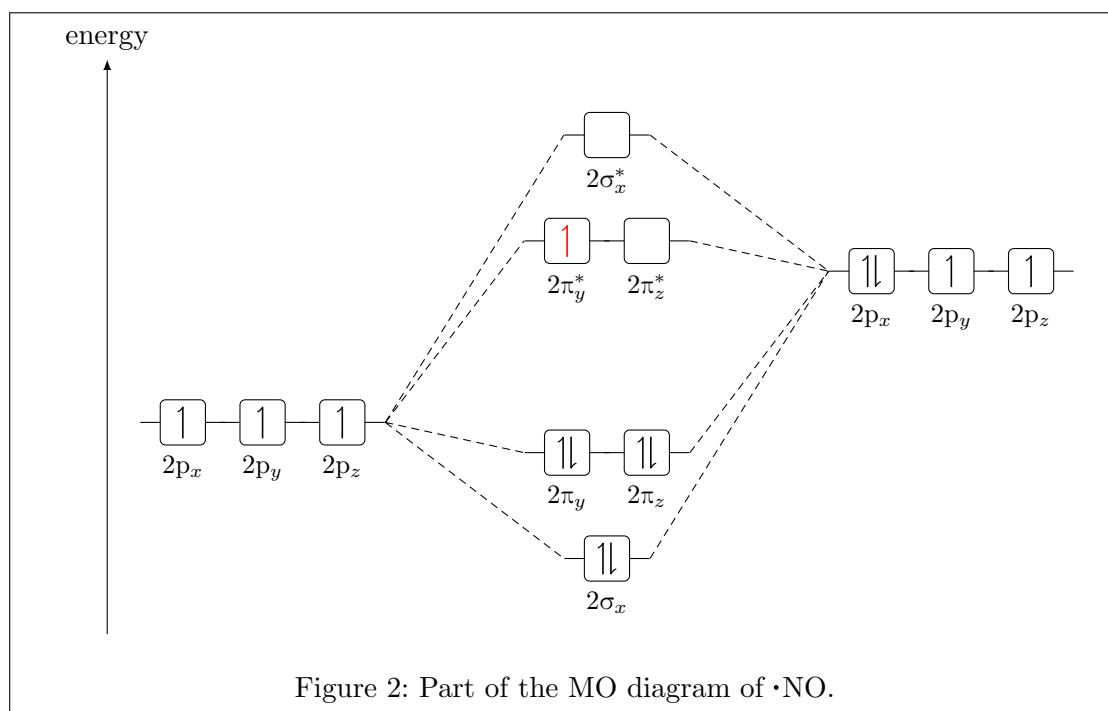 energy
2σ*x
2π*y 2π*z
2px 2py 2pz
2px 2py 2pz
2πy 2πz
2σx
Figure 2: Part of the MO diagram of •NO.